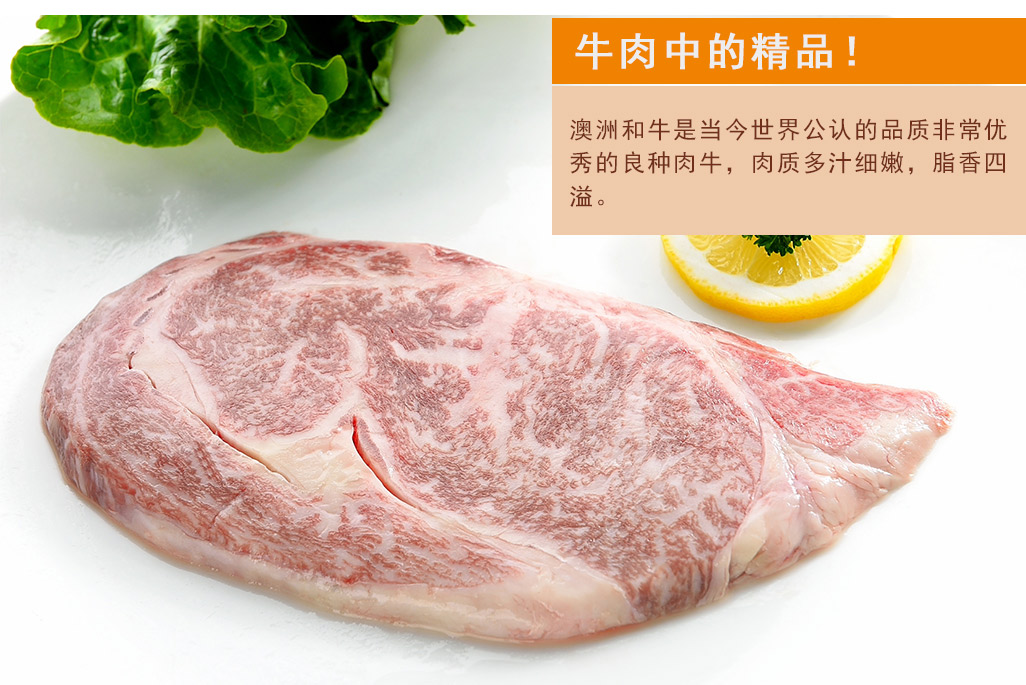 牛肉中的精品！
澳洲和牛是当今世界公认的品质非常优
秀的良种肉牛，肉质多汁细嫩，脂香四
溢。